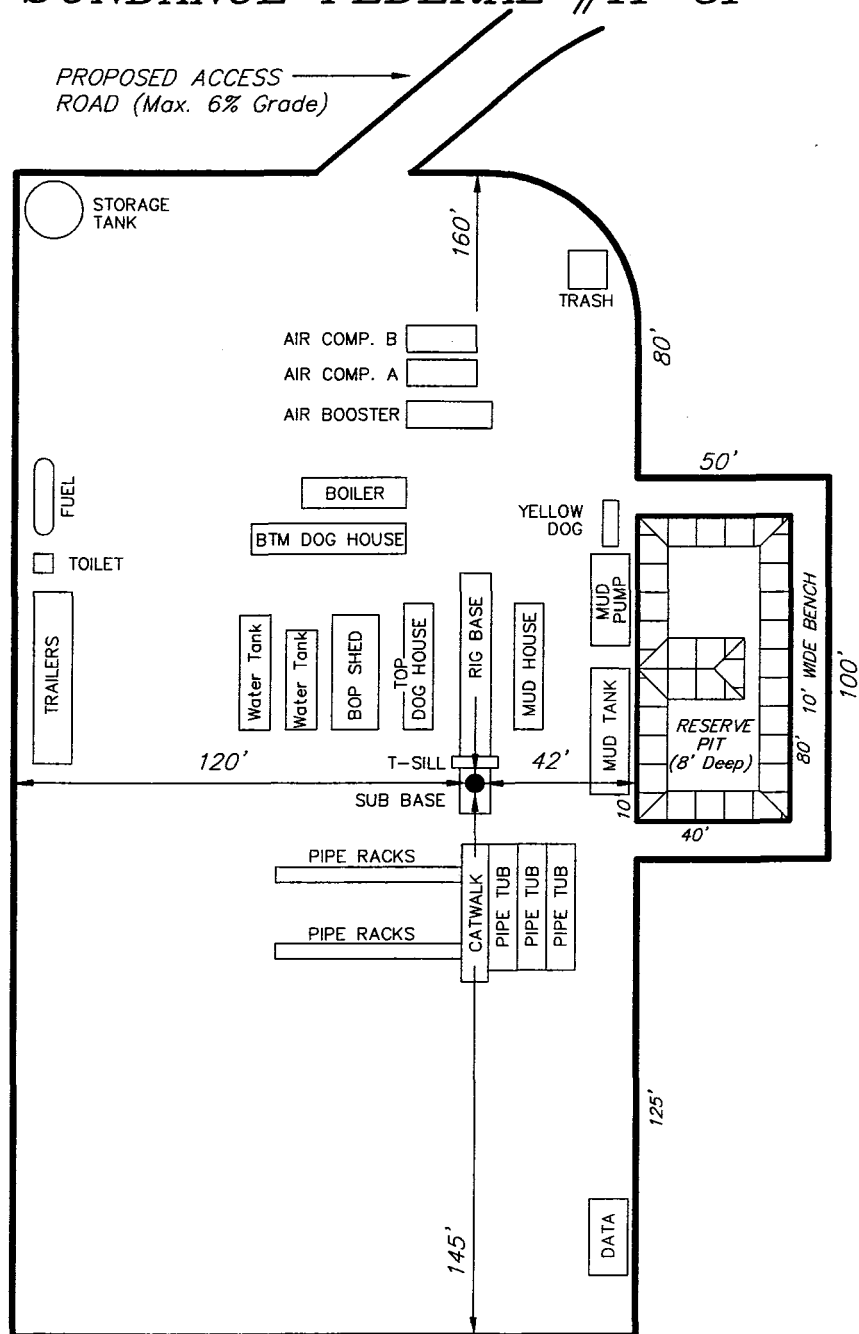 SUNDANCE FEDERAL
PROPOSED ACCESS
ROAD (Max. 6% Grade)
STORAGE
TANK
160'
TRASH
AIR COMP. B
AIR COMP. A
80'
AIR BOOSTER
50'
FUEL
BOILER
YELLOW
DOG
BTM DOG HOUSE
TOILET
MUD
PUMP
TRAILERS
Water Tank
Water Tank
BOP SHED
TOP
DOG HOUSE
RIG BASE
MUD HOUSE
MUD TANK
RESERVE
PIT
(8' Deep)
80'
10' WIDE BENCH
100'
120'
T-SILL
42'
SUB BASE
10'
40'
PIPE RACKS
CATWALK
PIPE TUB
PIPE TUB
PIPE TUB
PIPE RACKS
125'
DATA
145'